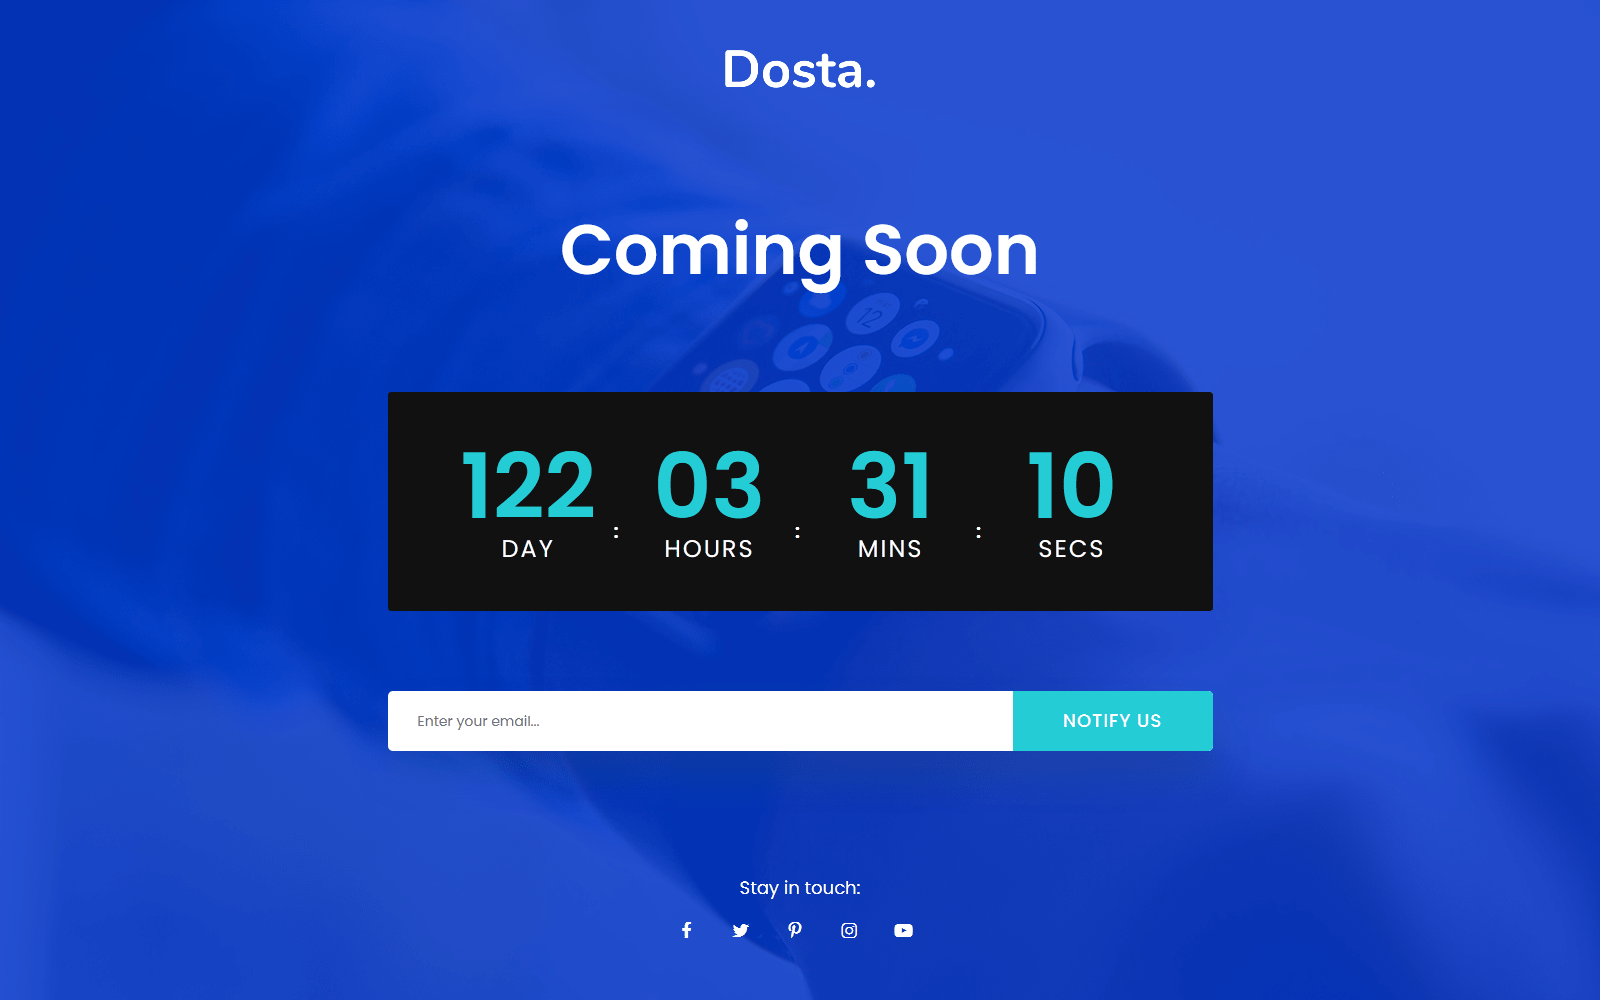 Dosta.
Coming Soon
12
122 : 03 : 31 : 10
DAY HOURS MINS SECS
Enter your email... NOTIFY US
Stay in touch: